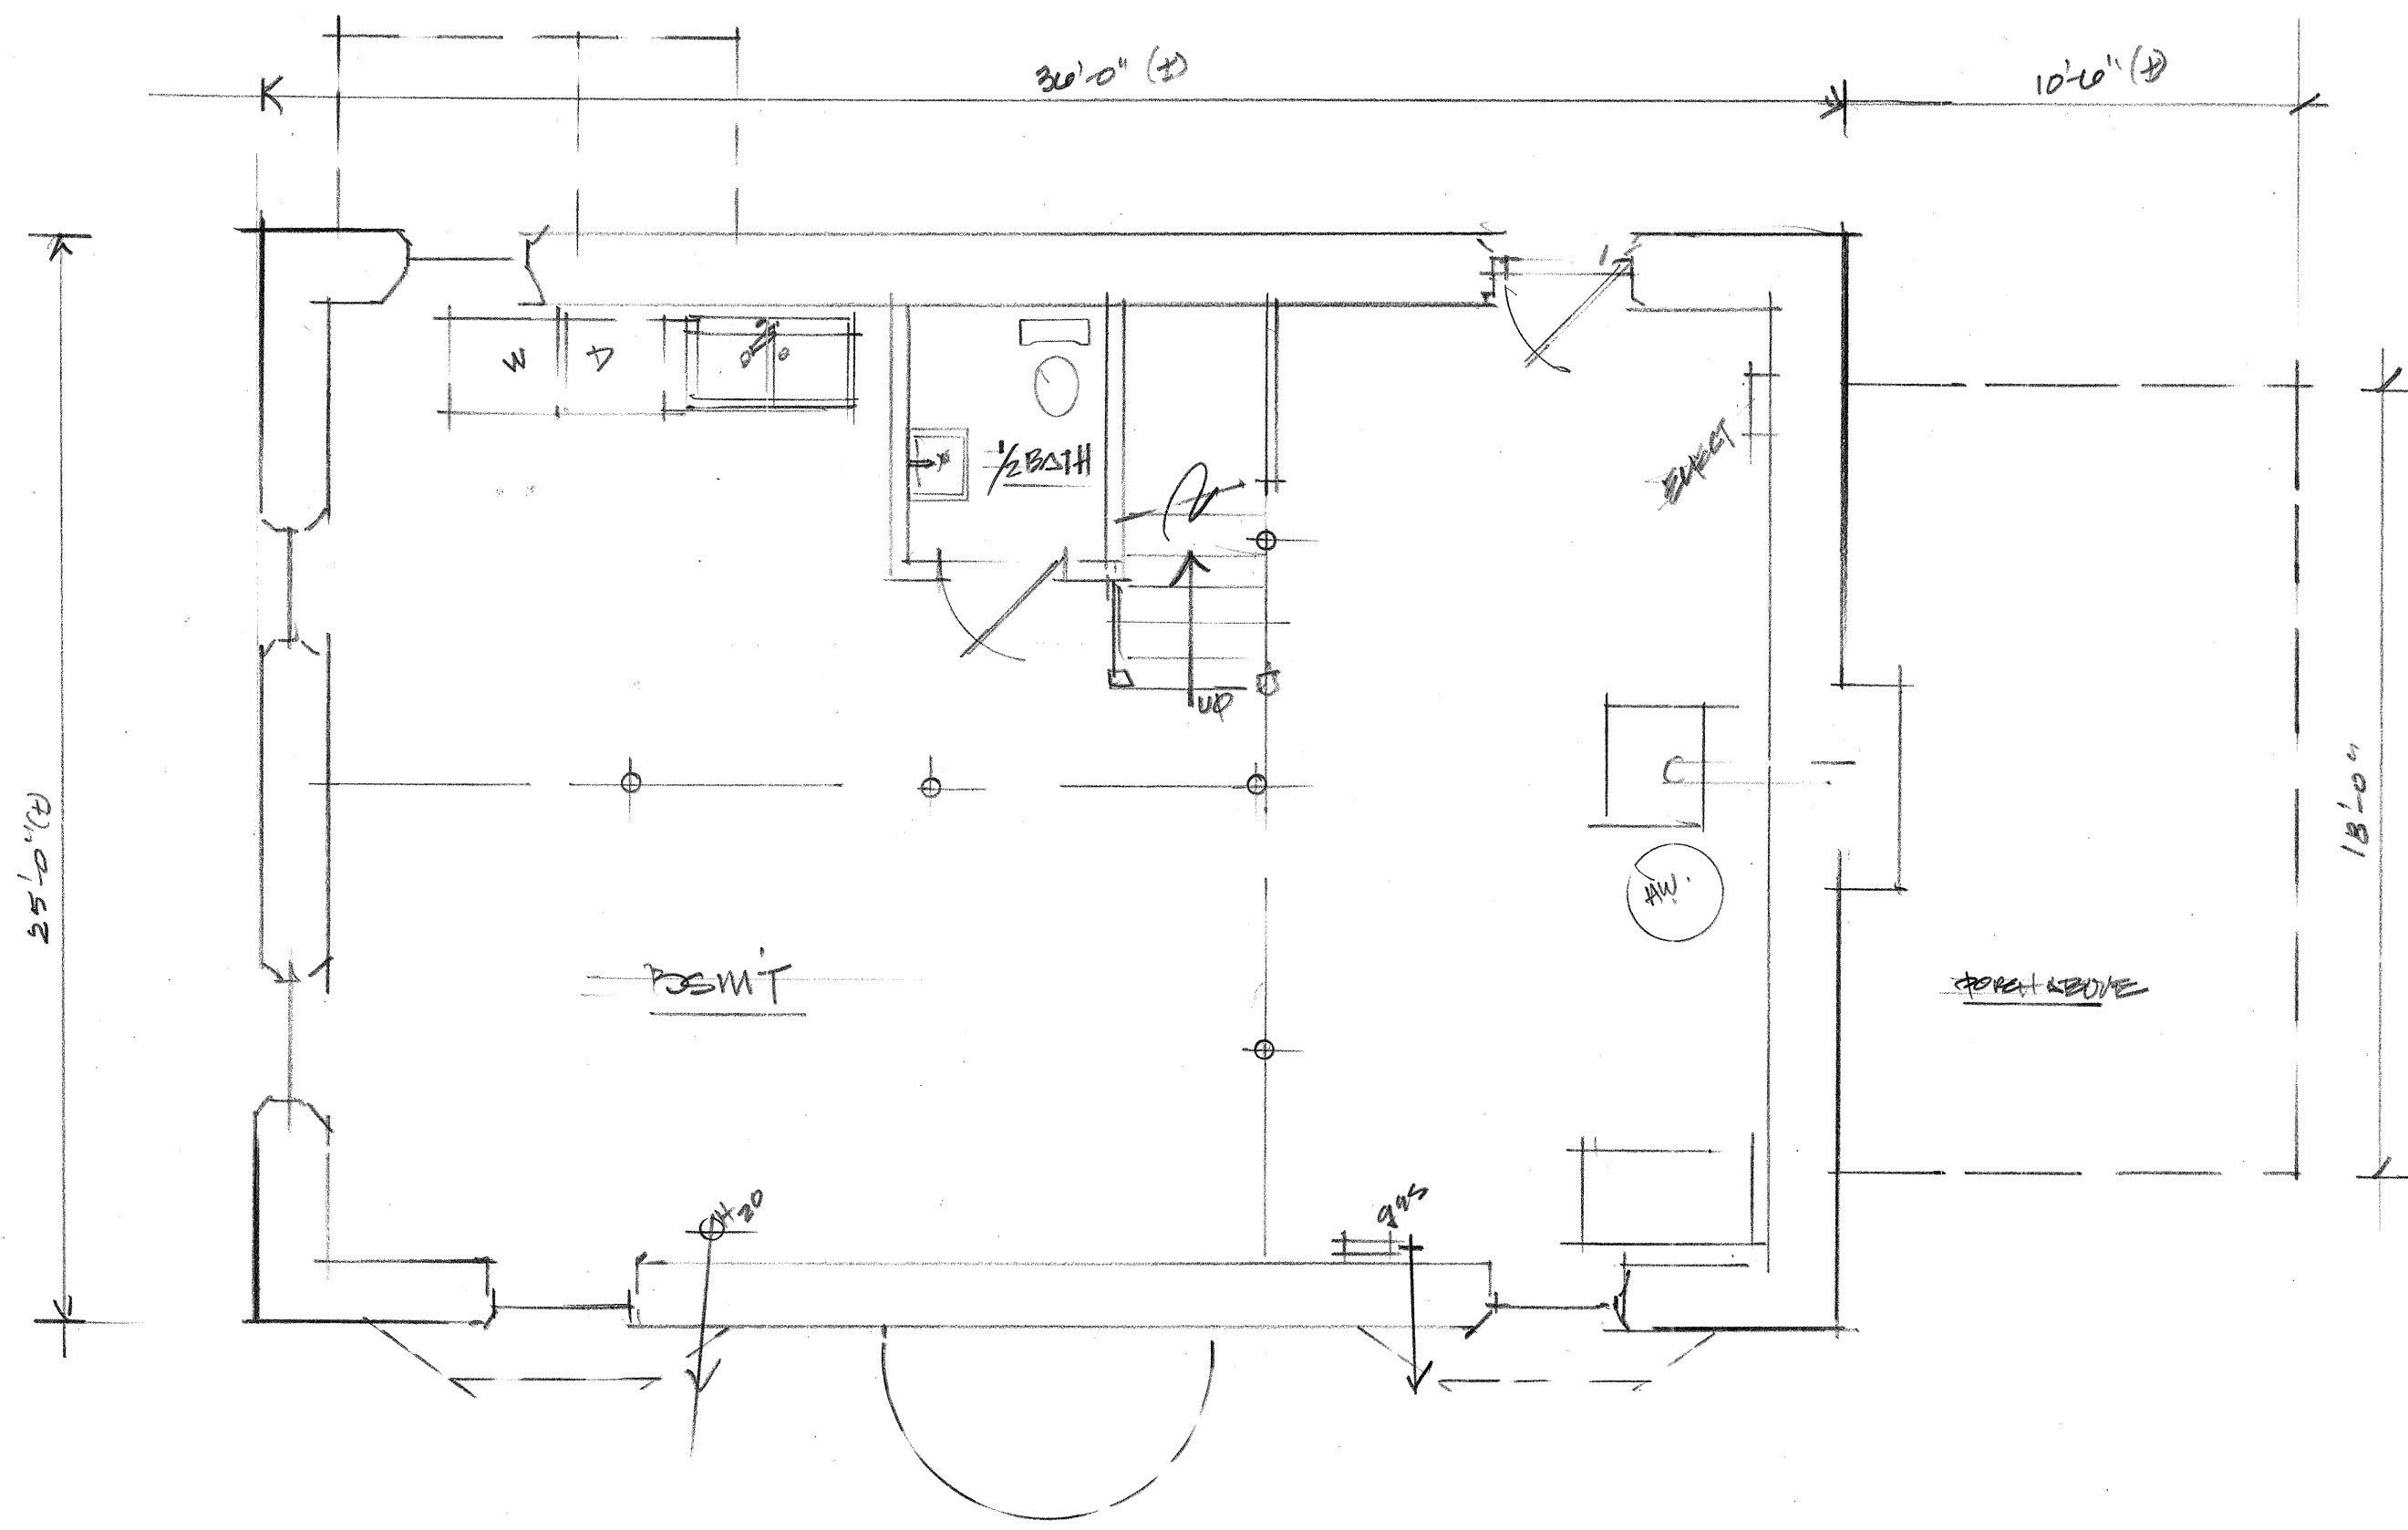 36'-0" (±)
10'-6" (±)
W D
1/2 BATH
ELECT
UP
25'-0" (±)
18'-0"
HW.
BSM'T
PORCH ABOVE
H2O
gas